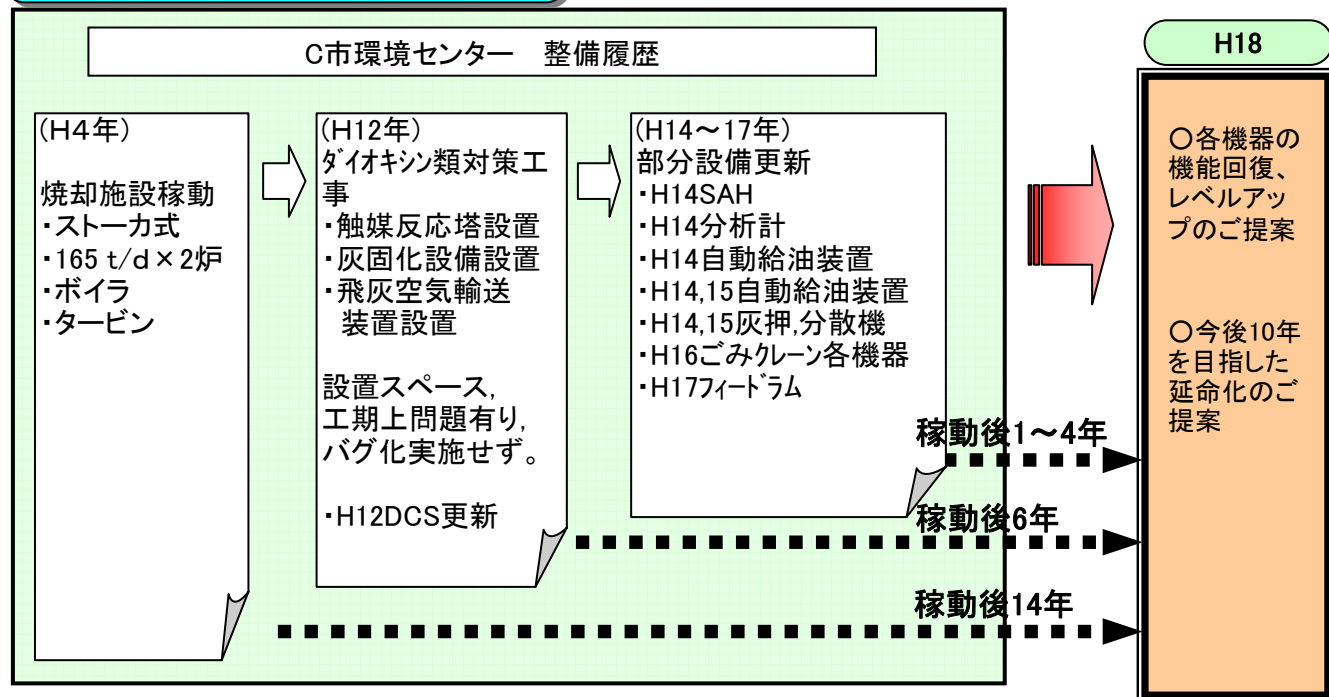 C市環境センター　整備履歴
(H4年)
焼却施設稼動
・ストーカ式
・165 t/d×2炉
・ボイラ
・タービン
(H12年)
ﾀﾞｲｵｷｼﾝ類対策工
事
・触媒反応塔設置
・灰固化設備設置
・飛灰空気輸送
装置設置
設置スペース,
工期上問題有り,
バグ化実施せず。
・H12DCS更新
(H14～17年)
部分設備更新
・H14SAH
・H14分析計
・H14自動給油装置
・H14,15自動給油装置
・H14,15灰押,分散機
・H16ごみｸﾚｰﾝ各機器
・H17ﾌｨｰﾄﾞﾗﾑ
稼動後1～4年
稼動後6年
稼動後14年
H18
○各機器の
機能回復、
レベルアッ
プのご提案
○今後10年
を目指した
延命化のご
提案